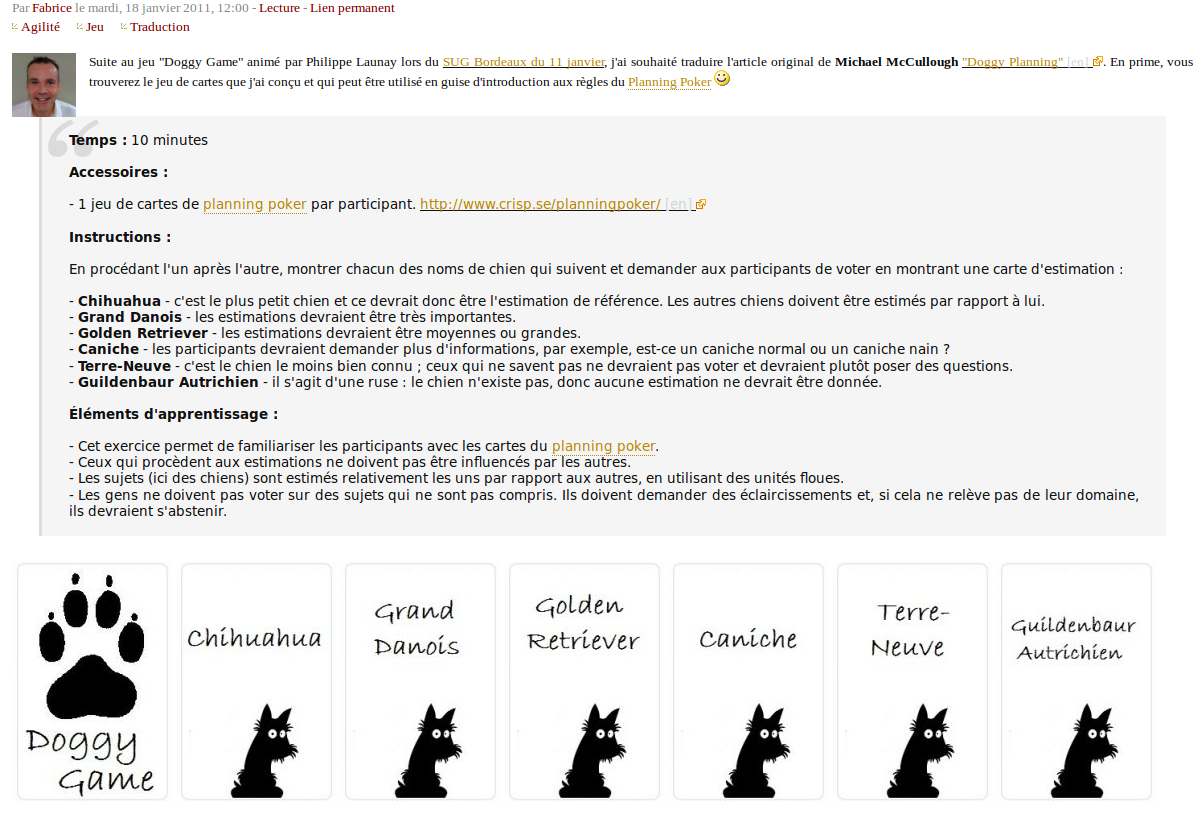 Par Fabrice le mardi, 18 janvier 2011, 12:00 - Lecture - Lien permanent
Agilité Jeu Traduction
Suite au jeu "Doggy Game" animé par Philippe Launay lors du SUG Bordeaux du 11 janvier, j'ai souhaité traduire l'article original de Michael McCullough "Doggy Planning" [en] . En prime, vous
trouverez le jeu de cartes que j'ai conçu et qui peut être utilisé en guise d'introduction aux règles du Planning Poker
Temps : 10 minutes
Accessoires :
- 1 jeu de cartes de planning poker par participant. http://www.crisp.se/planningpoker/ [en]
Instructions :
En procédant l'un après l'autre, montrer chacun des noms de chien qui suivent et demander aux participants de voter en montrant une carte d'estimation :
- Chihuahua - c'est le plus petit chien et ce devrait donc être l'estimation de référence. Les autres chiens doivent être estimés par rapport à lui.
- Grand Danois - les estimations devraient être très importantes.
- Golden Retriever - les estimations devraient être moyennes ou grandes.
- Caniche - les participants devraient demander plus d'informations, par exemple, est-ce un caniche normal ou un caniche nain ?
- Terre-Neuve - c'est le chien le moins bien connu ; ceux qui ne savent pas ne devraient pas voter et devraient plutôt poser des questions.
- Guildenbaur Autrichien - il s'agit d'une ruse : le chien n'existe pas, donc aucune estimation ne devrait être donnée.
Éléments d'apprentissage :
- Cet exercice permet de familiariser les participants avec les cartes du planning poker.
- Ceux qui procèdent aux estimations ne doivent pas être influencés par les autres.
- Les sujets (ici des chiens) sont estimés relativement les uns par rapport aux autres, en utilisant des unités floues.
- Les gens ne doivent pas voter sur des sujets qui ne sont pas compris. Ils doivent demander des éclaircissements et, si cela ne relève pas de leur domaine,
ils devraient s'abstenir.
Doggy
Game
Chihuahua
Grand
Danois
Golden
Retriever
Caniche
Terre-
Neuve
Guildenbaur
Autrichien